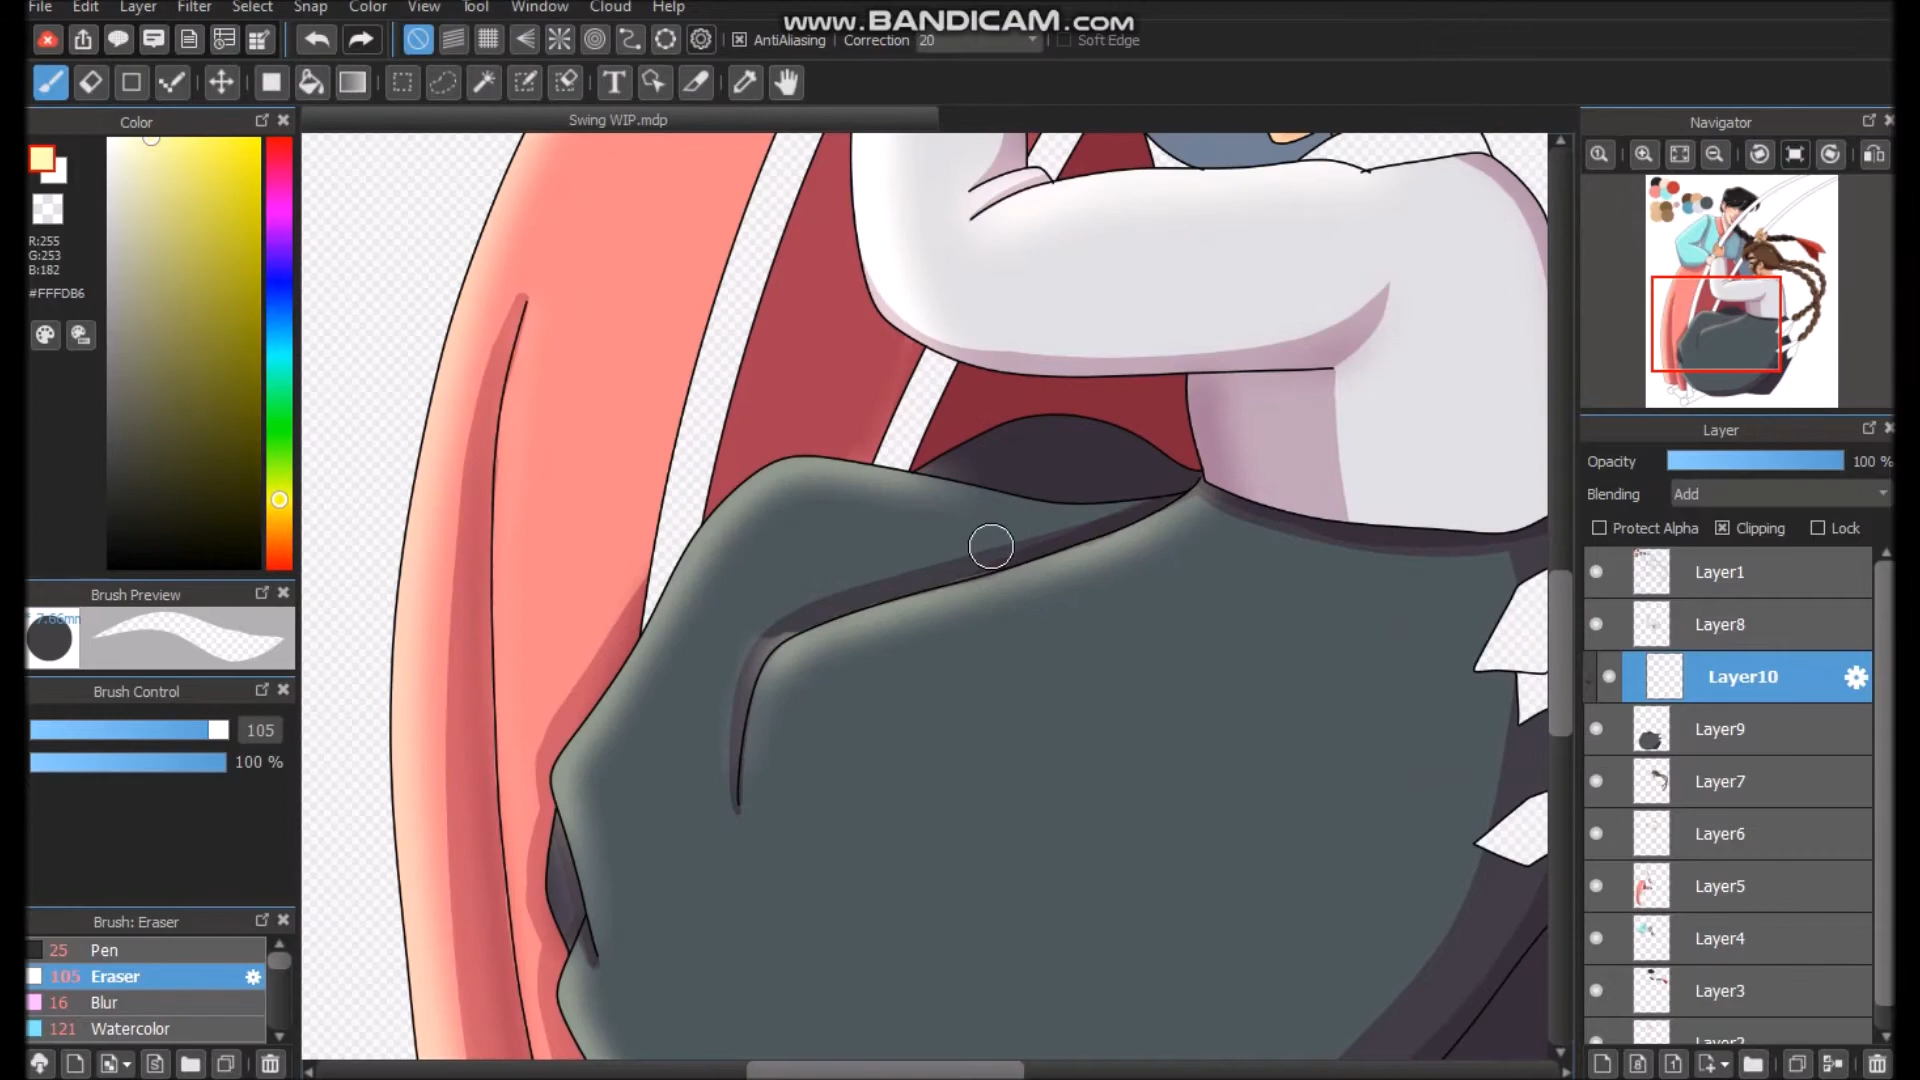 File Edit Layer Filter Select Snap Color View Tool Window Cloud Help
www.BANDICAM.com
AntiAliasing Correction 20 Soft Edge
T
Color
Swing WIP.mdp
Navigator
R:255
G:253
B:182
#FFFDB6
Layer
Opacity 100 %
Blending Add
Protect Alpha Clipping Lock
Layer1
Brush Preview
7.66mm
Layer8
Layer10
Brush Control
105
100 %
Layer9
Layer7
Layer6
Layer5
Brush: Eraser
25 Pen
105 Eraser
16 Blur
121 Watercolor
Layer4
Layer3
Layer2